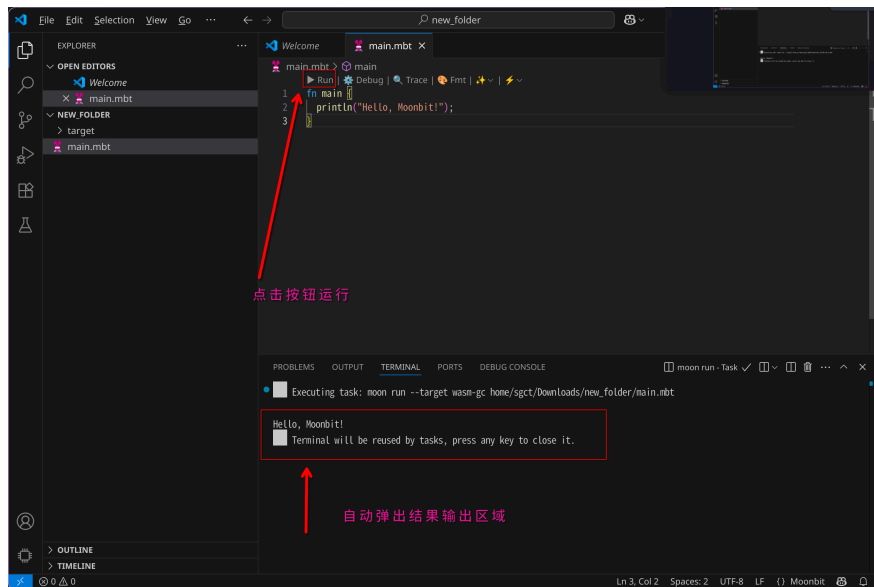 File Edit Selection View Go ··· new_folder
EXPLORER ···
OPEN EDITORS
Welcome
main.mbt
NEW_FOLDER
target
main.mbt
Welcome main.mbt
main.mbt > main
Run | Debug | Trace | Fmt | |
1 fn main {
2 println("Hello, Moonbit!");
3 }
点击按钮运行
PROBLEMS OUTPUT TERMINAL PORTS DEBUG CONSOLE moon run - Task ···
Executing task: moon run --target wasm-gc home/sgct/Downloads/new_folder/main.mbt
Hello, Moonbit!
Terminal will be reused by tasks, press any key to close it.
自动弹出结果输出区域
OUTLINE
TIMELINE
0 0 Ln 3, Col 2 Spaces: 2 UTF-8 LF {} Moonbit